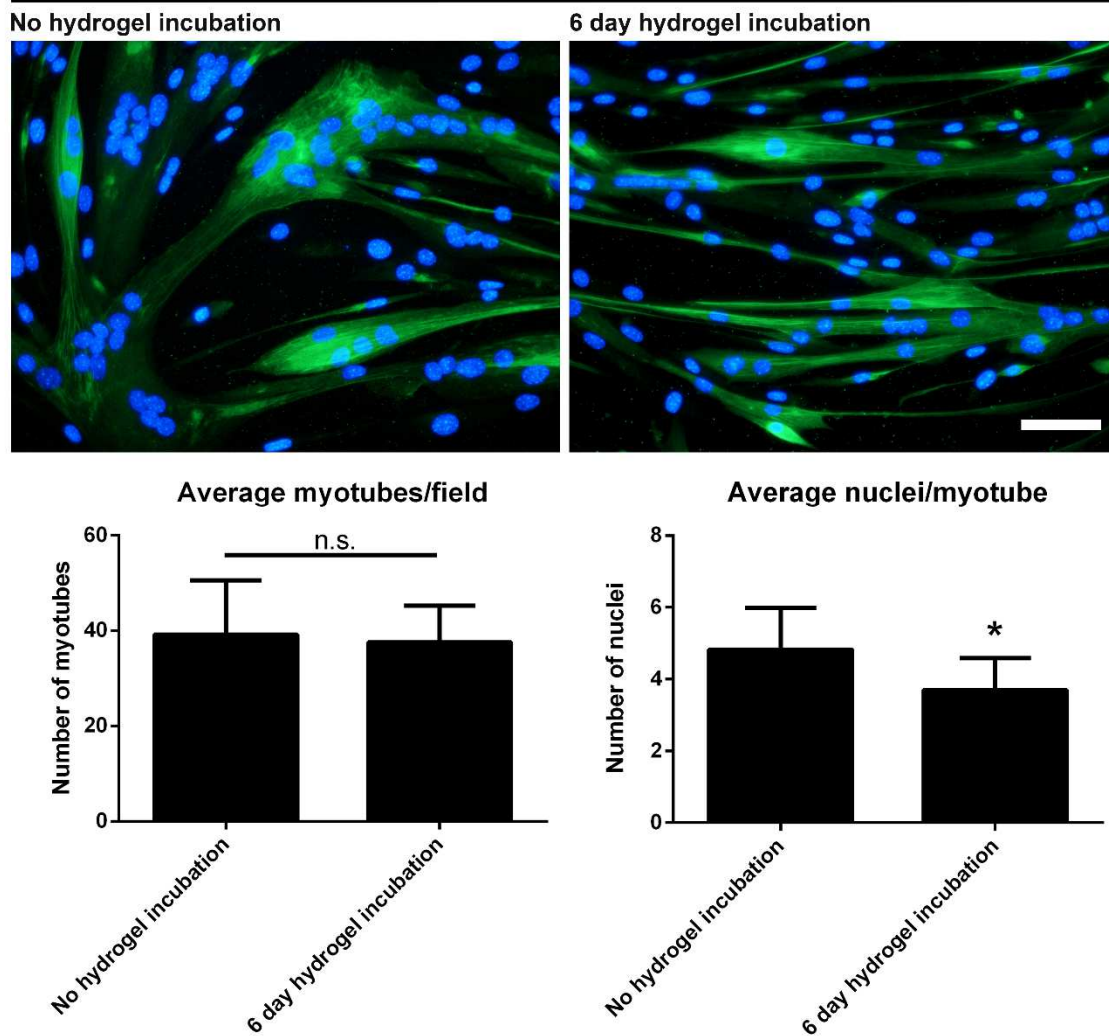 No hydrogel incubation
6 day hydrogel incubation
Average myotubes/field
Number of myotubes
60
40
20
0
n.s.
No hydrogel incubation
6 day hydrogel incubation
Average nuclei/myotube
Number of nuclei
8
6
4
2
0
*
No hydrogel incubation
6 day hydrogel incubation